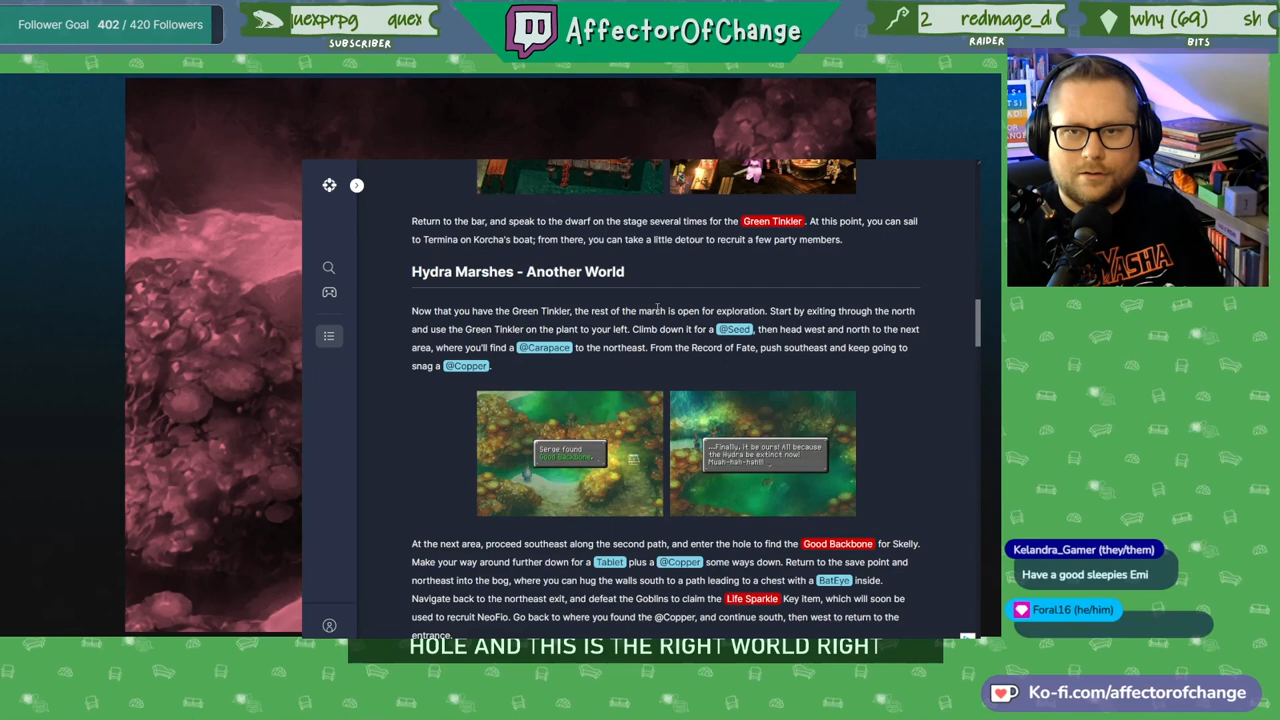 Follower Goal 402 / 420 Followers
uexprpg quex
SUBSCRIBER
AffectorOfChange
2 redmage_d
RAIDER
why (69) sh
BITS
Return to the bar, and speak to the dwarf on the stage several times for the Green Tinkler. At this point, you can sail
to Termina on Korcha's boat; from there, you can take a little detour to recruit a few party members.
Hydra Marshes - Another World
Now that you have the Green Tinkler, the rest of the marsh is open for exploration. Start by exiting through the north
and use the Green Tinkler on the plant to your left. Climb down it for a @Seed, then head west and north to the next
area, where you'll find a @Carapace to the northeast. From the Record of Fate, push southeast and keep going to
snag a @Copper.
Serge found
Good Backbone.
...Finally, it be ours! All because
the Hydra be extinct now!
Muah-hah-hah!!!
At the next area, proceed southeast along the second path, and enter the hole to find the Good Backbone for Skelly.
Make your way around further down for a Tablet plus a @Copper some ways down. Return to the save point and
northeast into the bog, where you can hug the walls south to a path leading to a chest with a BatEye inside.
Navigate back to the northeast exit, and defeat the Goblins to claim the Life Sparkle Key item, which will soon be
used to recruit NeoFio. Go back to where you found the @Copper, and continue south, then west to return to the
entrance.
HOLE AND THIS IS THE RIGHT WORLD RIGHT
YASHA
Kelandra_Gamer (they/them)
Have a good sleepies Emi
Foral16 (he/him)
Ko-fi.com/affectorofchange